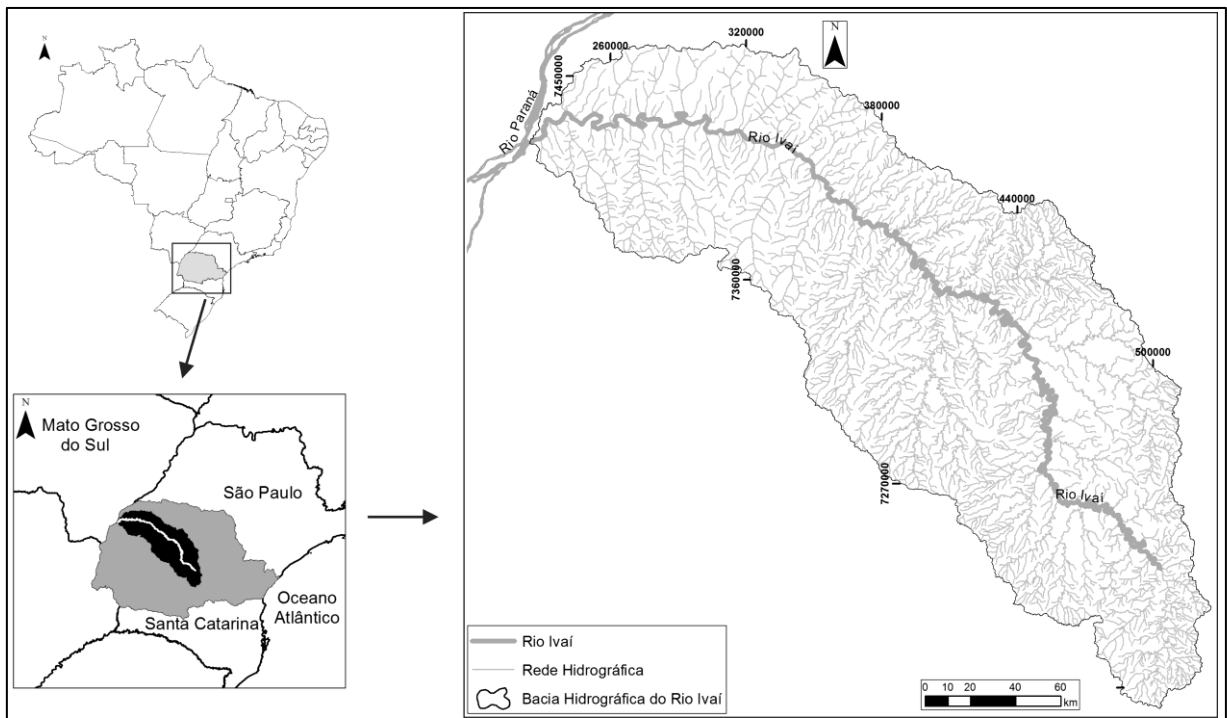 N
Mato Grosso
do Sul
São Paulo
Oceano
Atlântico
Santa Catarina
N
N
260000
320000
380000
440000
500000
7450000
7360000
7270000
Rio Paraná
Rio Ivaí
Rio Ivaí
Rio Ivaí
Rede Hidrográfica
Bacia Hidrográfica do Rio Ivaí
0 10 20 40 60
km